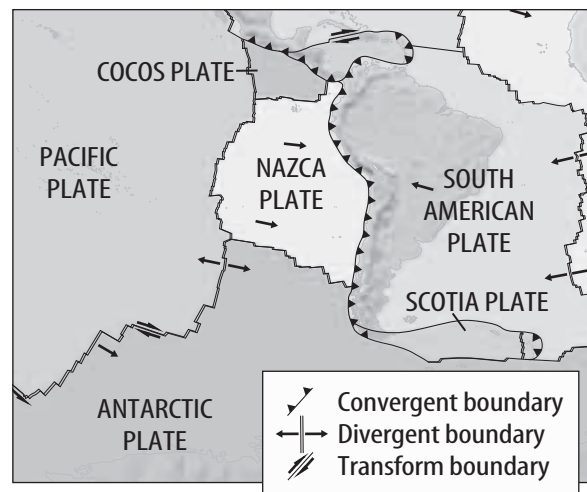 COCOS PLATE
PACIFIC
PLATE
NAZCA
PLATE
SOUTH
AMERICAN
PLATE
SCOTIA PLATE
ANTARCTIC
PLATE
Convergent boundary
Divergent boundary
Transform boundary